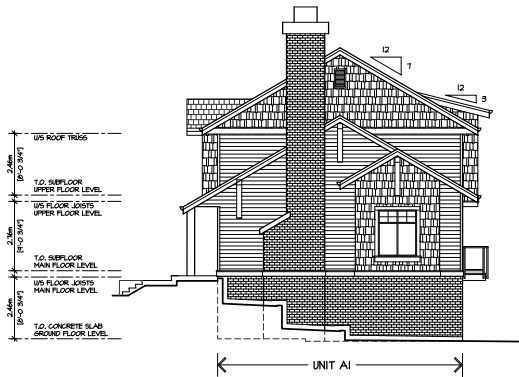 12
7
12
3
U/S ROOF TRUSS
2.46m
[8'-0 3/4"]
T.O. SUBFLOOR
UPPER FLOOR LEVEL
U/S FLOOR JOISTS
UPPER FLOOR LEVEL
2.76m
[9'-0 3/4"]
T.O. SUBFLOOR
MAIN FLOOR LEVEL
U/S FLOOR JOISTS
MAIN FLOOR LEVEL
2.46m
[8'-0 3/4"]
T.O. CONCRETE SLAB
GROUND FLOOR LEVEL
UNIT A1